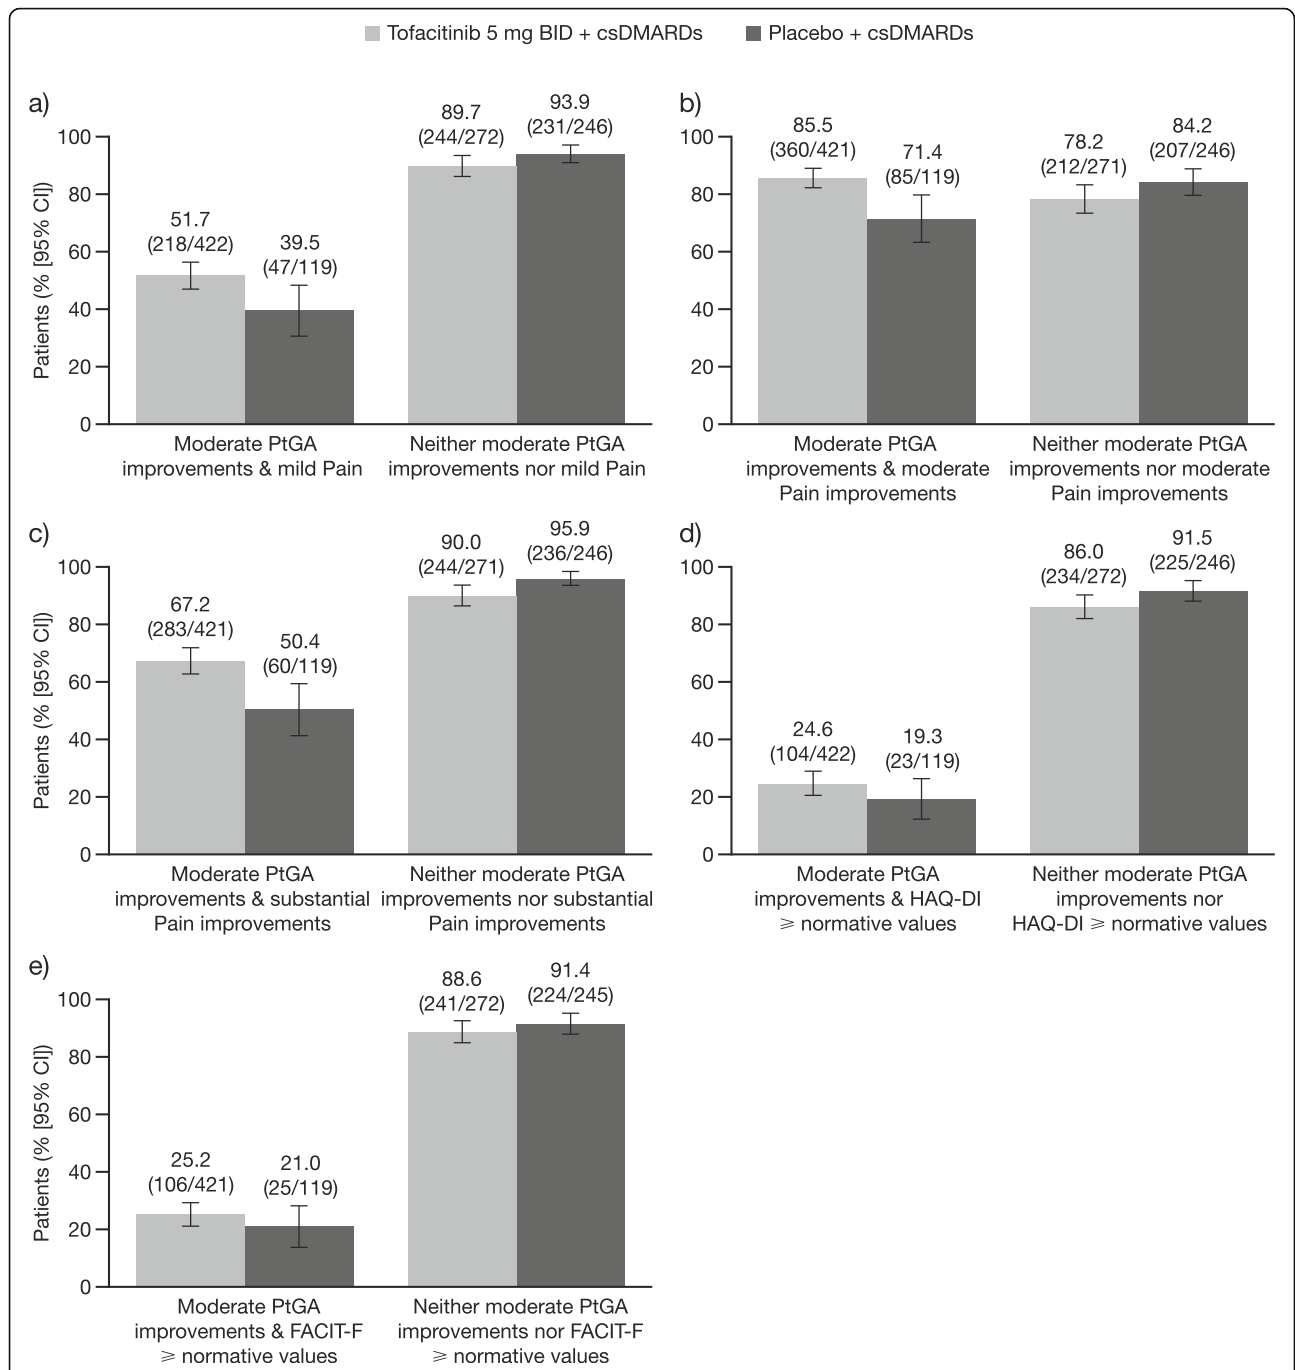 Tofacitinib 5 mg BID + csDMARDs
Placebo + csDMARDs
a)
Patients (% [95% CI])
100
80
60
40
20
0
51.7
(218/422)
39.5
(47/119)
89.7
(244/272)
93.9
(231/246)
Moderate PtGA
improvements & mild Pain
Neither moderate PtGA
improvements nor mild Pain
b)
100
80
60
40
20
0
85.5
(360/421)
71.4
(85/119)
78.2
(212/271)
84.2
(207/246)
Moderate PtGA
improvements & moderate
Pain improvements
Neither moderate PtGA
improvements nor moderate
Pain improvements
c)
Patients (% [95% CI])
100
80
60
40
20
0
67.2
(283/421)
50.4
(60/119)
90.0
(244/271)
95.9
(236/246)
Moderate PtGA
improvements & substantial
Pain improvements
Neither moderate PtGA
improvements nor substantial
Pain improvements
d)
100
80
60
40
20
0
24.6
(104/422)
19.3
(23/119)
86.0
(234/272)
91.5
(225/246)
Moderate PtGA
improvements & HAQ-DI
⩾ normative values
Neither moderate PtGA
improvements nor
HAQ-DI ⩾ normative values
e)
Patients (% [95% CI])
100
80
60
40
20
0
25.2
(106/421)
21.0
(25/119)
88.6
(241/272)
91.4
(224/245)
Moderate PtGA
improvements & FACIT-F
⩾ normative values
Neither moderate PtGA
improvements nor FACIT-F
⩾ normative values